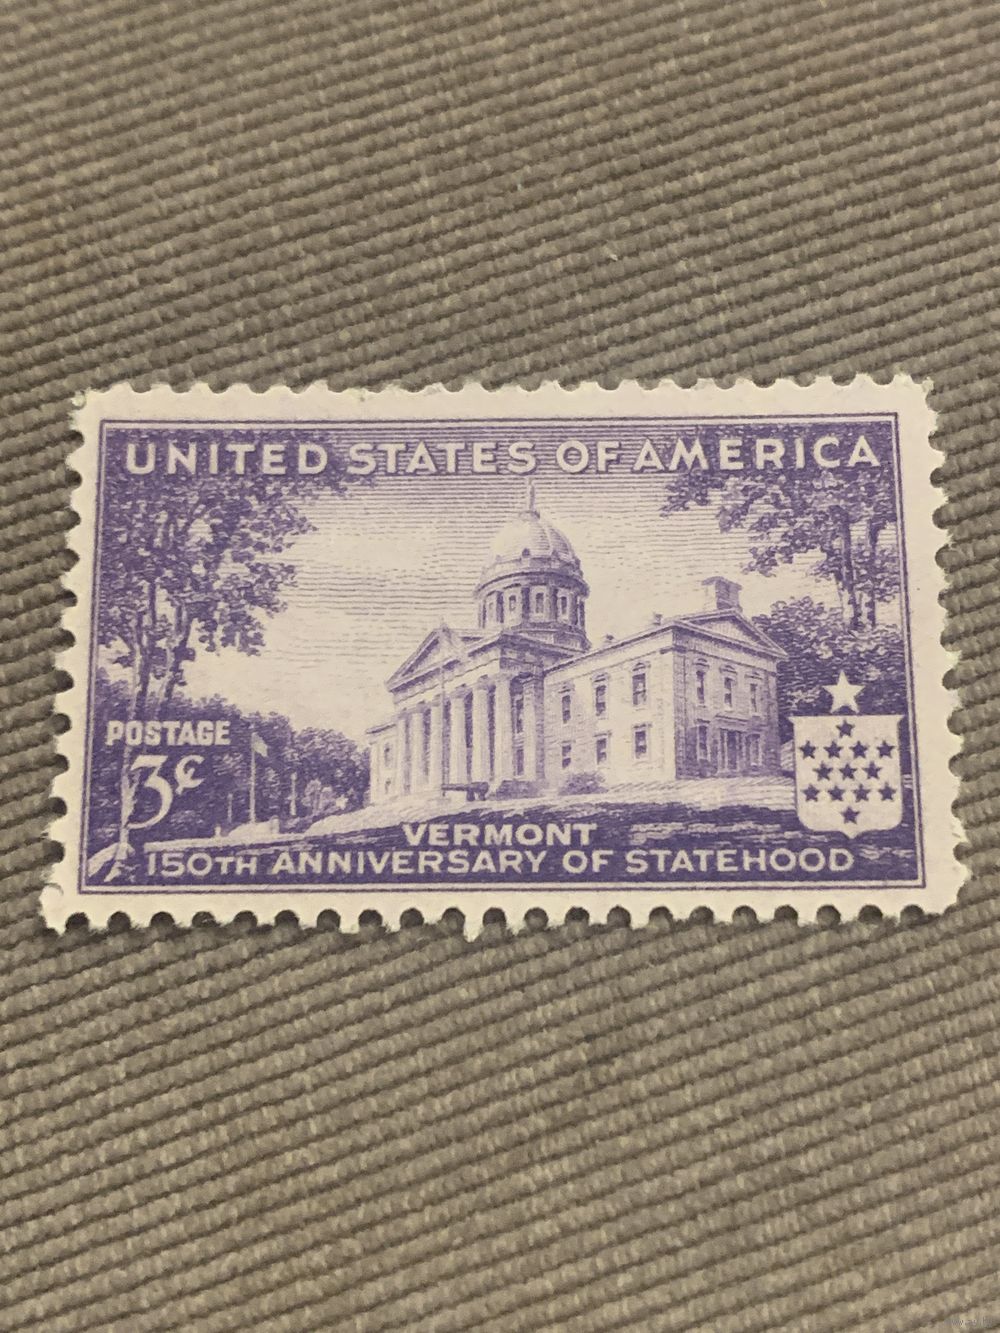 UNITED STATES OF AMERICA
POSTAGE
3¢
VERMONT
150TH ANNIVERSARY OF STATEHOOD